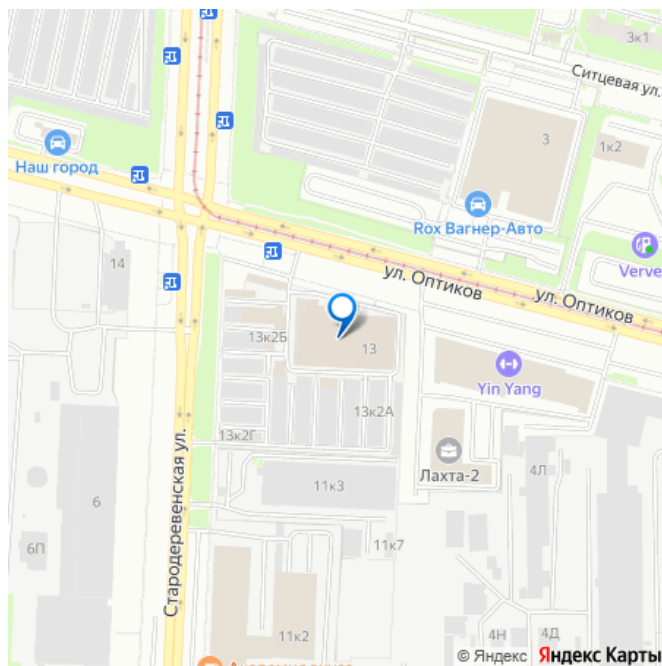 3к1
Ситцевая ул.
3
1к2
Наш город
Rox Вагнер-Авто
Verve
14
ул. Оптиков
ул. Оптиков
13к2Б
13
Yin Yang
13к2А
13к2Г
Стародеревенская ул.
Лахта-2
4Л
11к3
6
6П
11к7
4Н
4Д
11к2
© Яндекс Яндекс Карты